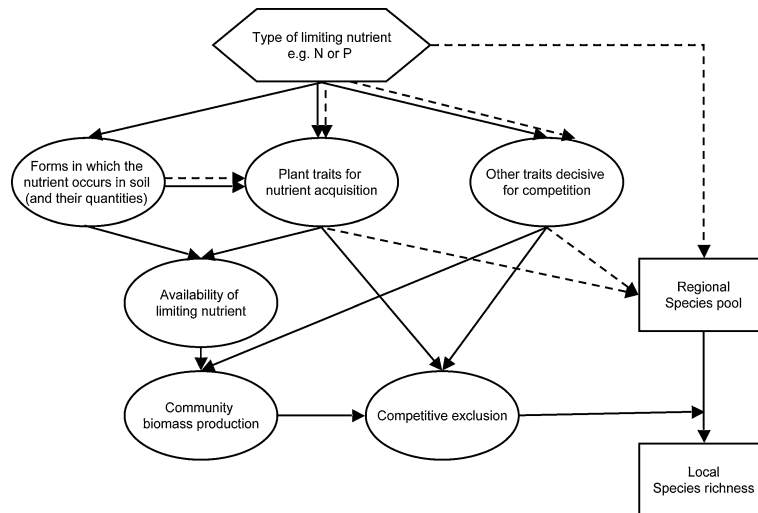 Type of limiting nutrient
e.g. N or P
Forms in which the
nutrient occurs in soil
(and their quantities)
Plant traits for
nutrient acquisition
Other traits decisive
for competition
Availability of
limiting nutrient
Regional
Species pool
Community
biomass production
Competitive exclusion
Local
Species richness